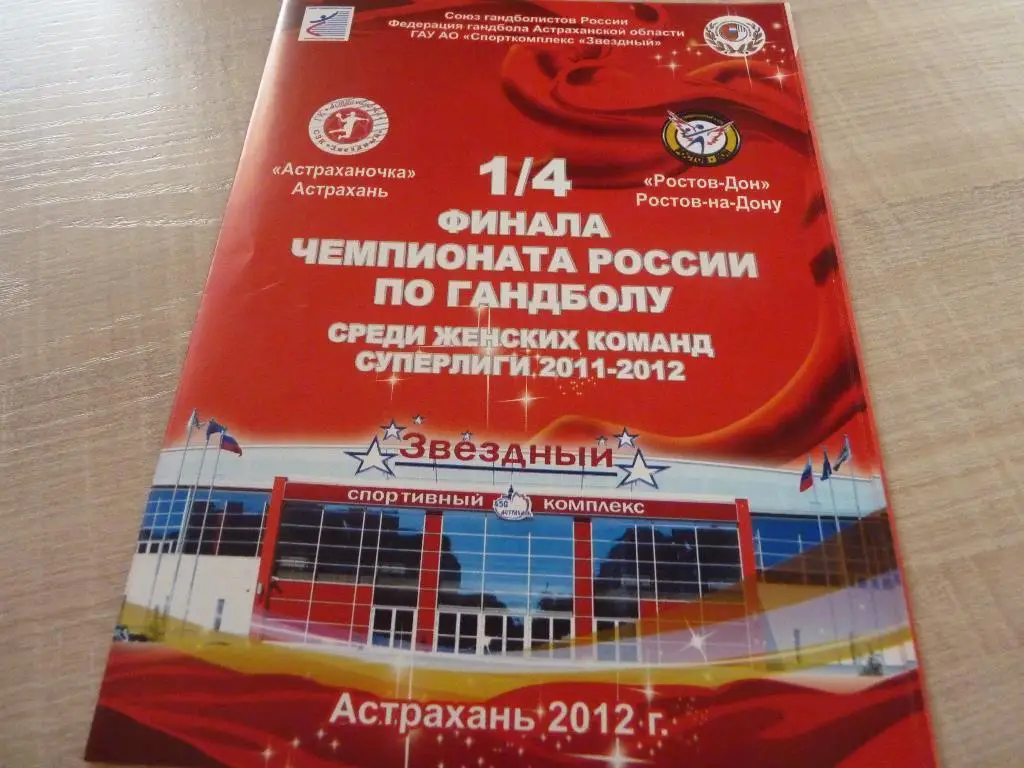 Союз гандболистов России
Федерация гандбола Астраханской области
ГАУ АО «Спорткомплекс «Звездный»
«Астраханочка»
Астрахань
«Ростов-Дон»
Ростов-на-Дону
1/4
ФИНАЛА
ЧЕМПИОНАТА РОССИИ
ПО ГАНДБОЛУ
СРЕДИ ЖЕНСКИХ КОМАНД
СУПЕРЛИГИ 2011-2012
Звёздный
СПОРТИВНЫЙ КОМПЛЕКС
Астрахань 2012 г.